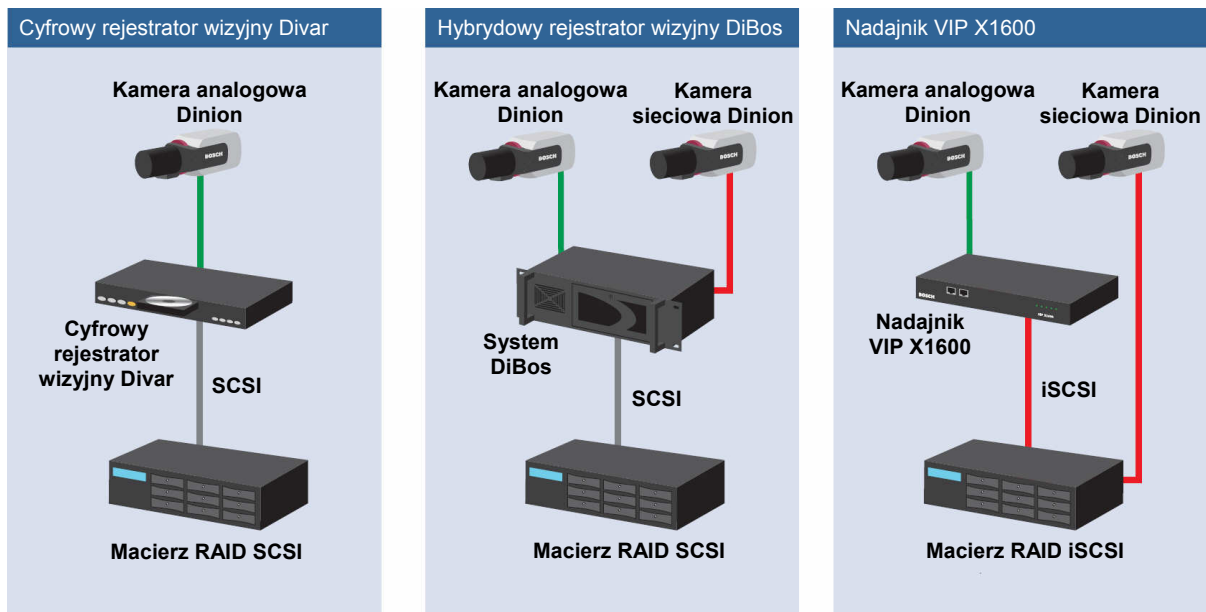 Cyfrowy rejestrator wizyjny Divar
Kamera analogowa
Dinion
BOSCH
Cyfrowy
rejestrator
wizyjny Divar
SCSI
Macierz RAID SCSI
Hybrydowy rejestrator wizyjny DiBos
Kamera analogowa
Dinion
Kamera
sieciowa Dinion
BOSCH
BOSCH
System
DiBos
SCSI
Macierz RAID SCSI
Nadajnik VIP X1600
Kamera analogowa
Dinion
Kamera
sieciowa Dinion
BOSCH
BOSCH
BOSCH
VIP X1600
Nadajnik
VIP X1600
iSCSI
Macierz RAID iSCSI